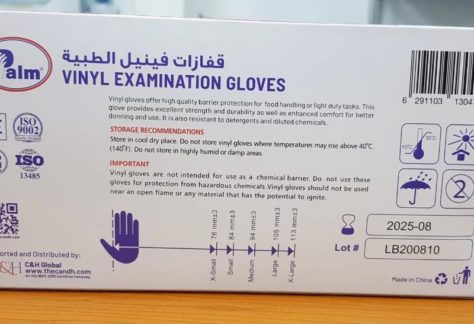 Palm
قفازات فينيل الطبية
VINYL EXAMINATION GLOVES
Vinyl gloves offer high quality barrier protection for food handling or light duty tasks. This
glove provides excellent strength and durability as well as enhanced comfort for better
donning and use. It is also resistant to detergents and diluted chemicals.
STORAGE RECOMMENDATIONS
Store in cool dry place. Do not store vinyl gloves where temperatures may rise above 40°C
(140°F). Do not store in highly humid or damp areas.
IMPORTANT
Vinyl gloves are not intended for use as a chemical barrier. Do not use these
gloves for protection from hazardous chemicals. Vinyl gloves should not be used
near an open flame or any material that has the potential to ignite.
ISO
9002
ISO
13485
6 291103 1304
10°C
30°C
2
76 mm±3
84 mm±3
94 mm±3
105 mm±3
113 mm±3
X-Small
Small
Medium
Large
X-Large
2025-08
Lot # LB200810
Made in China
orted and Distributed by:
C&H Global
www.thecandh.com